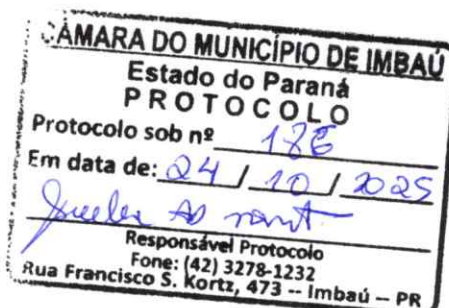 CÂMARA DO MUNICÍPIO DE IMBAÚ
Estado do Paraná
PROTOCOLO
Protocolo sob nº
Em data de: 24 / 10 / 2025
Responsável Protocolo
Fone: (42) 3278-1232
Rua Francisco S. Kortz, 473 -- Imbaú -- PR